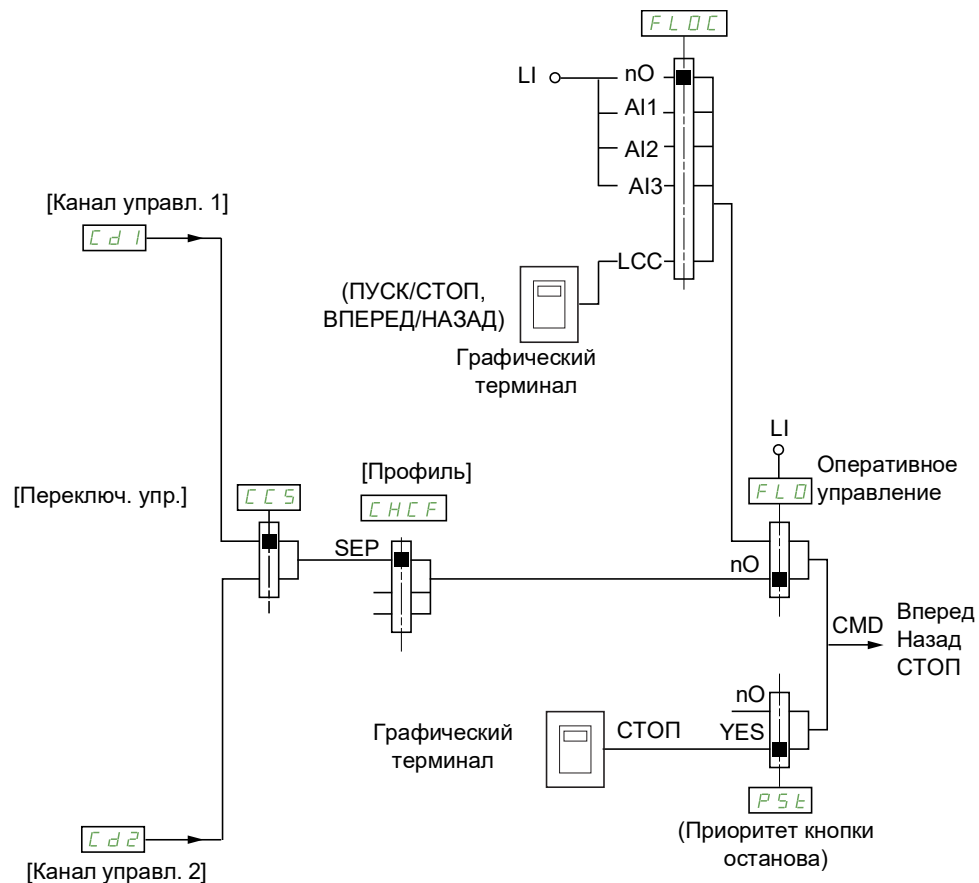 FLOC
LI
nO
AI1
AI2
AI3
LCC
[Канал управл. 1]
Cd1
(ПУСК/СТОП,
ВПЕРЕД/НАЗАД)
Графический
терминал
LI
FLO
Оперативное
управление
[Переключ. упр.]
CCS
[Профиль]
CHCF
SEP
nO
CMD
Вперед
Назад
СТОП
Графический
терминал
СТОП
nO
YES
PSt
(Приоритет кнопки
останова)
Cd2
[Канал управл. 2]